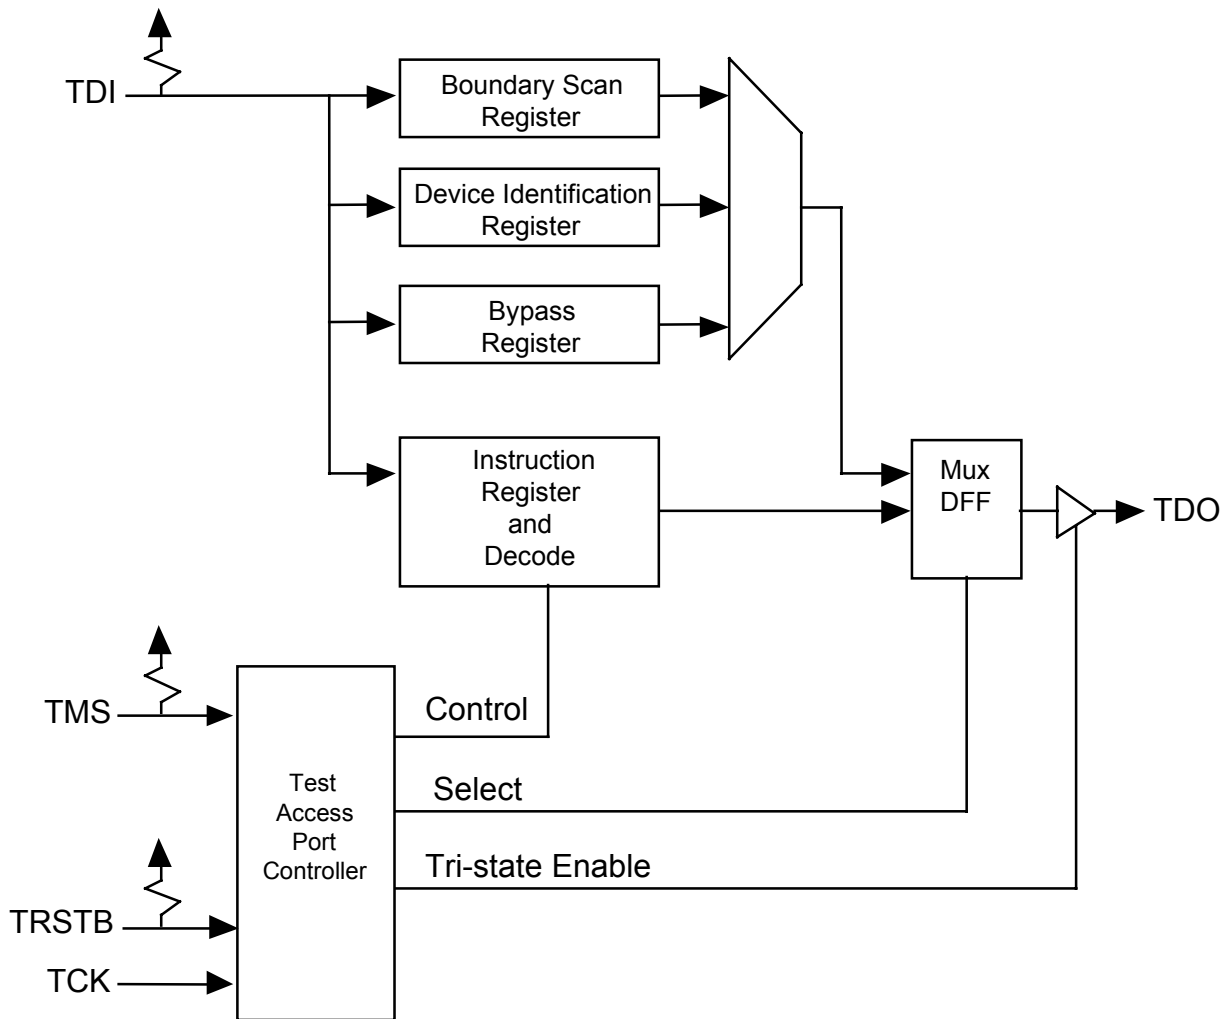 TDI
Boundary Scan
Register
Device Identification
Register
Bypass
Register
Instruction
Register
and
Decode
Mux
DFF
TDO
TMS
TRSTB
TCK
Test
Access
Port
Controller
Control
Select
Tri-state Enable